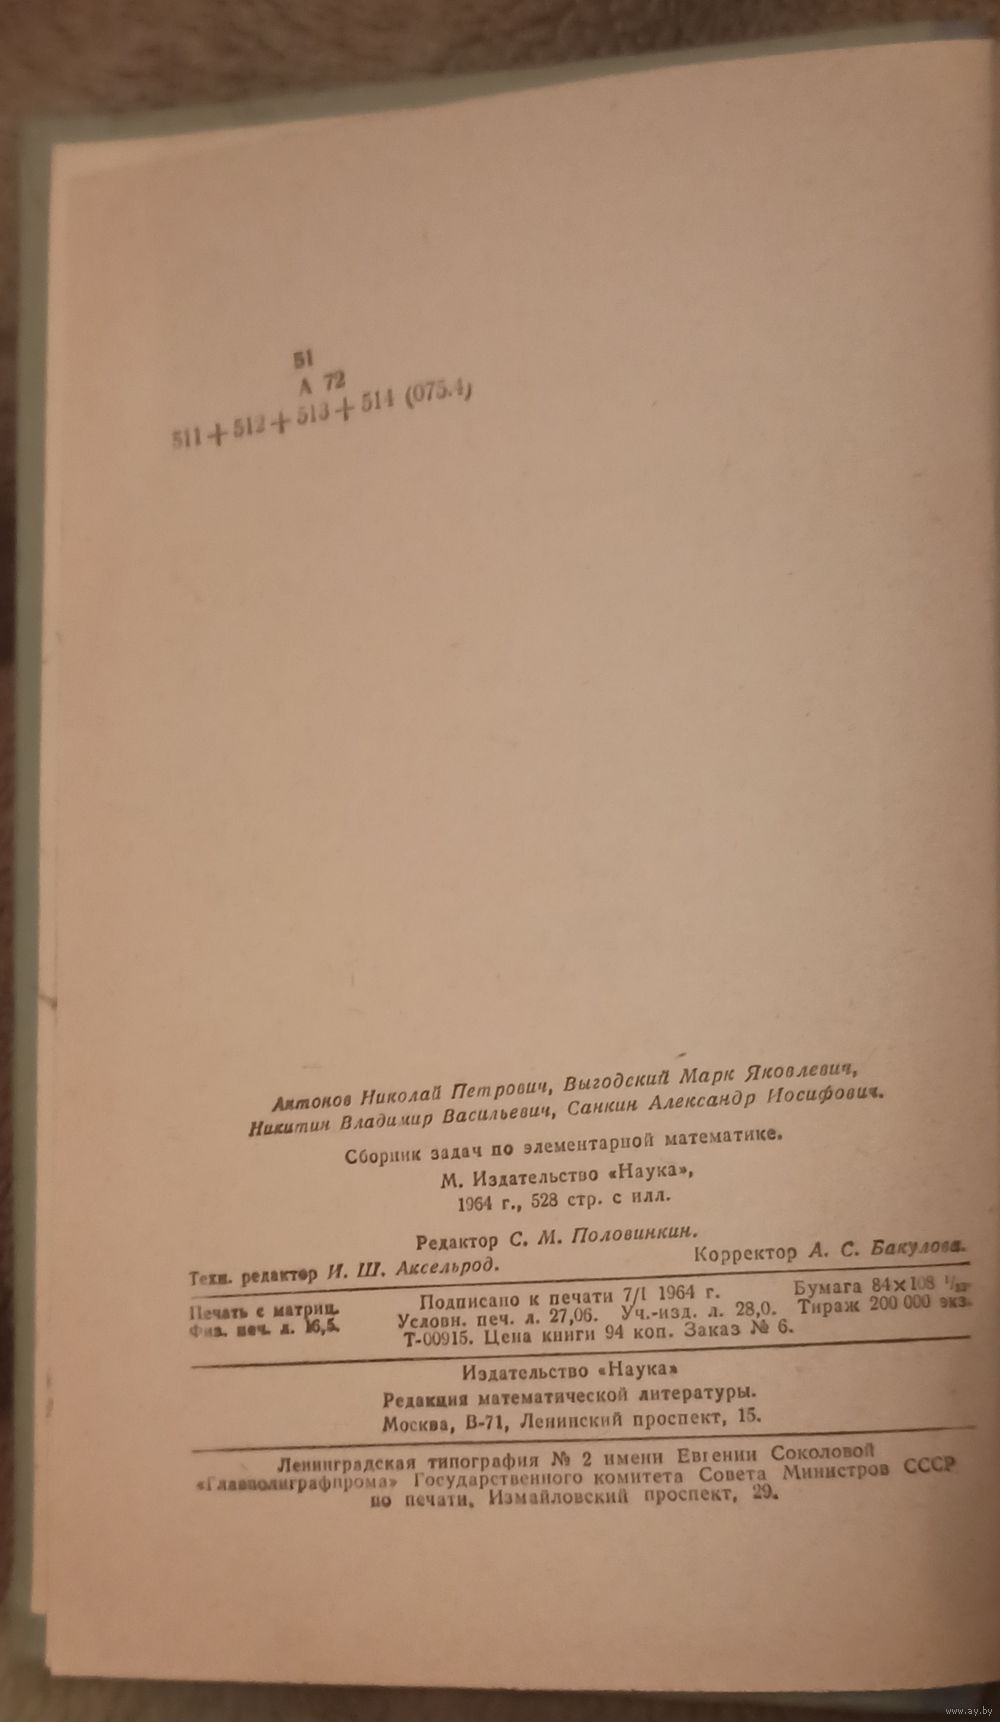 51
А 72
511+512+513+514 (075.4)
Антонов Николай Петрович, Выгодский Марк Яковлевич,
Никитин Владимир Васильевич, Санкин Александр Иосифович.
Сборник задач по элементарной математике.
М. Издательство «Наука»,
1964 г., 528 стр. с илл.
Редактор С. М. Половинкин.
Техн. редактор И. Ш. Аксельрод. Корректор А. С. Бакулова.
Печать с матриц. Подписано к печати 7/I 1964 г. Бумага 84×108 1/32.
Физ. печ. л. 16,5. Условн. печ. л. 27,06. Уч.-изд. л. 28,0. Тираж 200 000 экз.
Т-00915. Цена книги 94 коп. Заказ № 6.
Издательство «Наука»
Редакция математической литературы.
Москва, В-71, Ленинский проспект, 15.
Ленинградская типография № 2 имени Евгении Соколовой
«Главполиграфпрома» Государственного комитета Совета Министров СССР
по печати, Измайловский проспект, 29.
www.ay.by